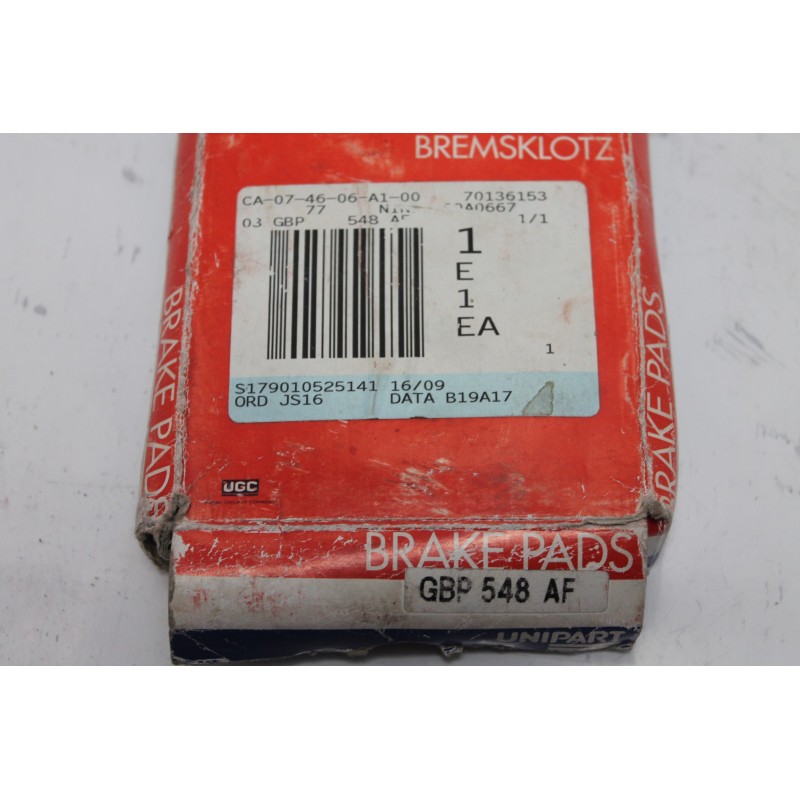 BREMSKLOTZ
CA-07-46-06-A1-00 70136153
77
03 GBP 548 AF 1/1
1
E
1
EA
1
S179010525141 16/09
ORD JS16 DATA B19A17
BRAKE PADS
BRAKE PADS
UGC
BRAKE PADS
GBP 548 AF
UNIPART